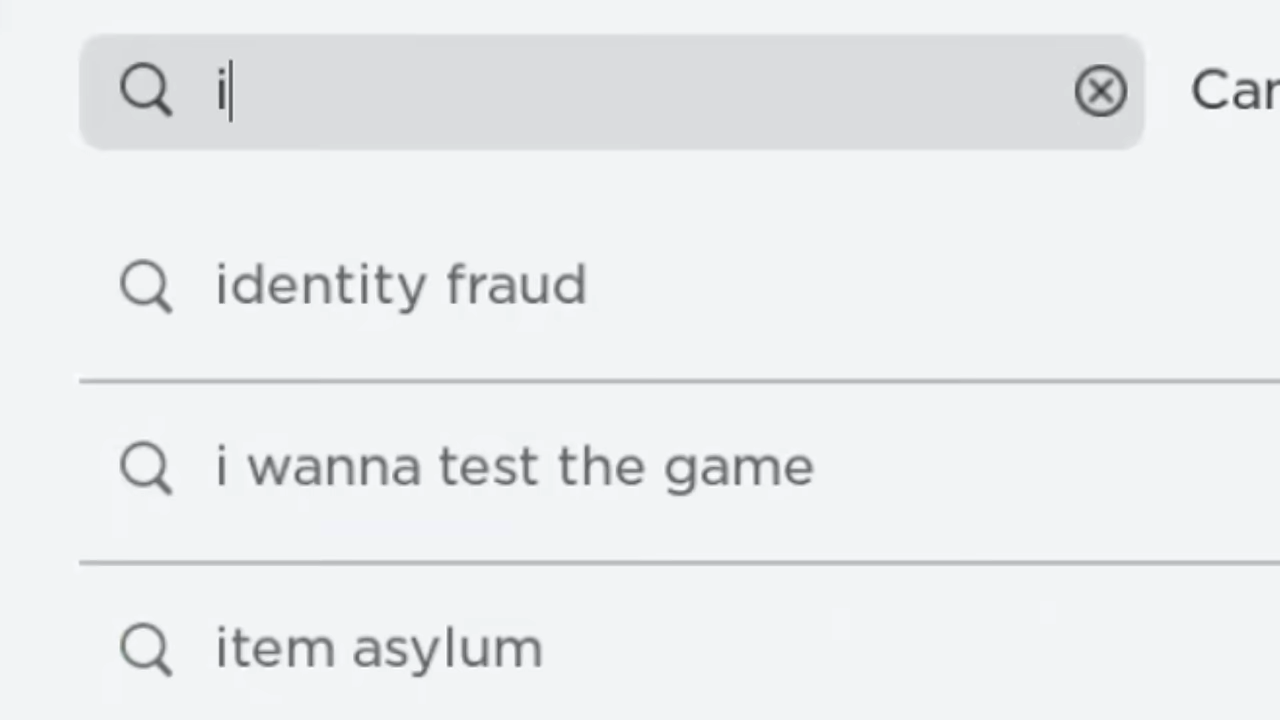 i Car
identity fraud
i wanna test the game
item asylum